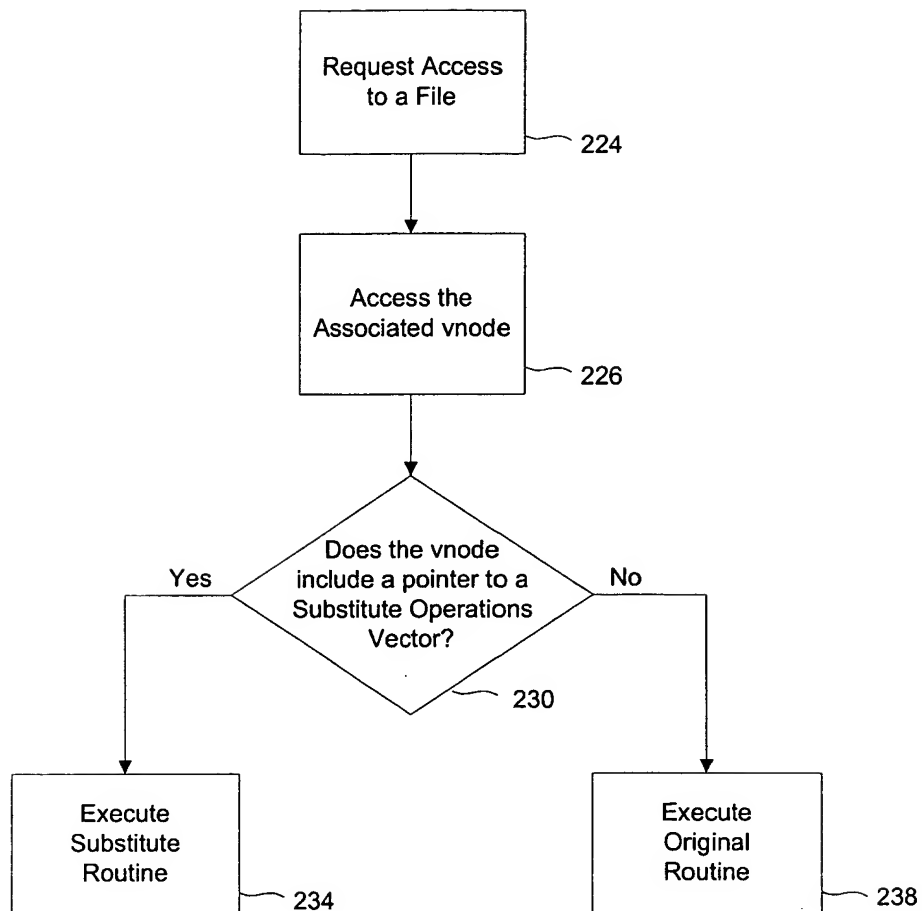 Request Access
to a File
224
Access the
Associated vnode
226
Does the vnode
include a pointer to a
Substitute Operations
Vector?
Yes
No
230
Execute
Substitute
Routine
234
Execute
Original
Routine
238